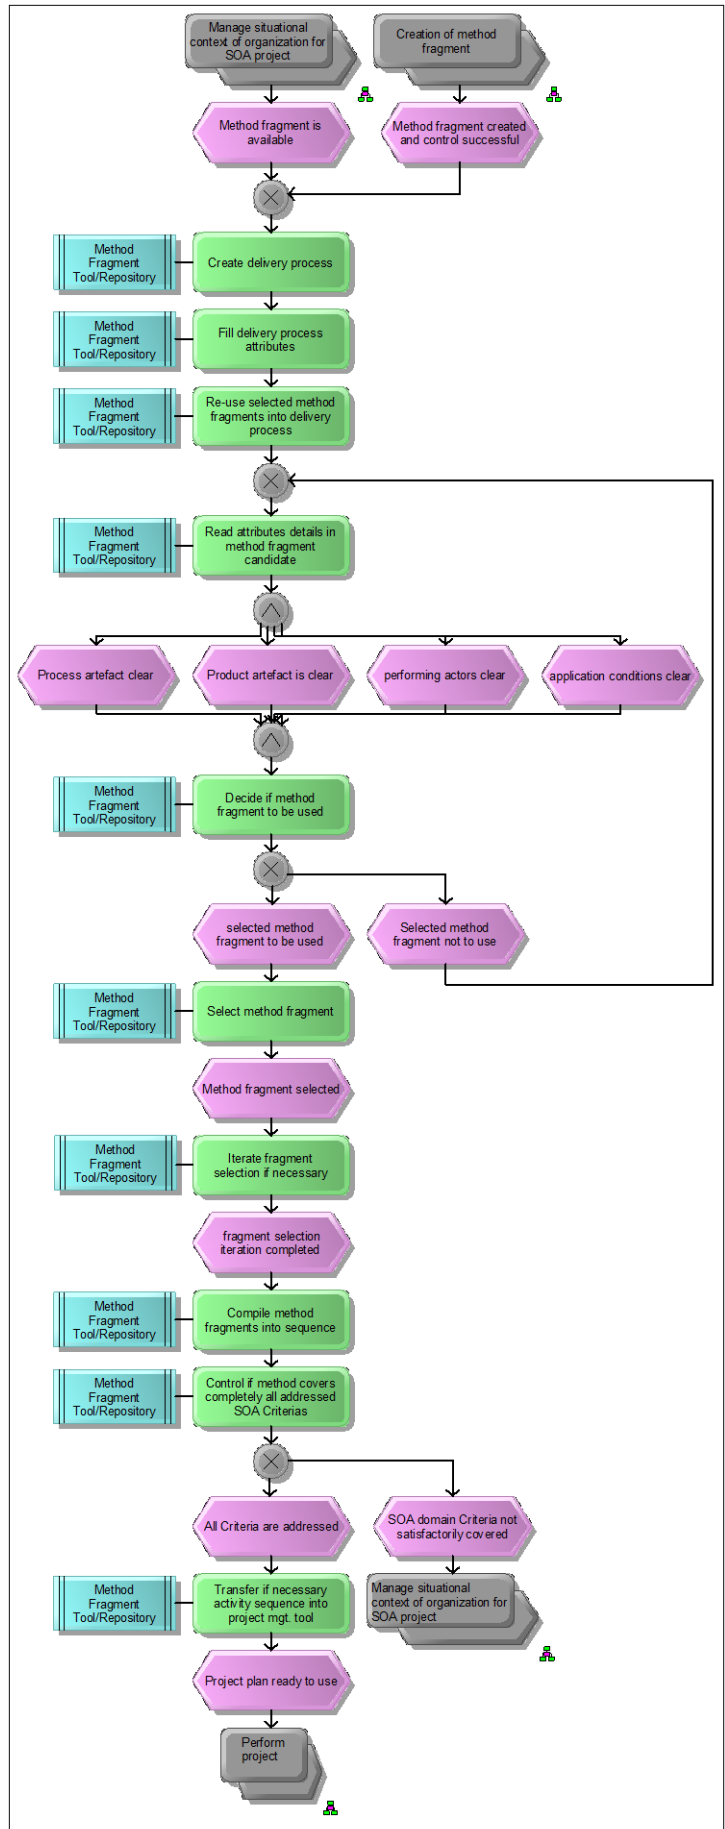 Manage situational
context of organization for
SOA project
Creation of method
fragment
Method fragment is
available
Method fragment created
and control successful
Method
Fragment
Tool/Repository
Create delivery process
Method
Fragment
Tool/Repository
Fill delivery process
attributes
Method
Fragment
Tool/Repository
Re-use selected method
fragments into delivery
process
Method
Fragment
Tool/Repository
Read attributes details in
method fragment
candidate
Process artefact clear
Product artefact is clear
performing actors clear
application conditions clear
Method
Fragment
Tool/Repository
Decide if method
fragment to be used
selected method
fragment to be used
Selected method
fragment not to use
Method
Fragment
Tool/Repository
Select method fragment
Method fragment selected
Method
Fragment
Tool/Repository
Iterate fragment
selection if necessary
fragment selection
iteration completed
Method
Fragment
Tool/Repository
Compile method
fragments into sequence
Method
Fragment
Tool/Repository
Control if method covers
completely all addressed
SOA Criterias
All Criteria are addressed
SOA domain Criteria not
satisfactorily covered
Method
Fragment
Tool/Repository
Transfer if necessary
activity sequence into
project mgt. tool
Manage situational
context of organization for
SOA project
Project plan ready to use
Perform
project